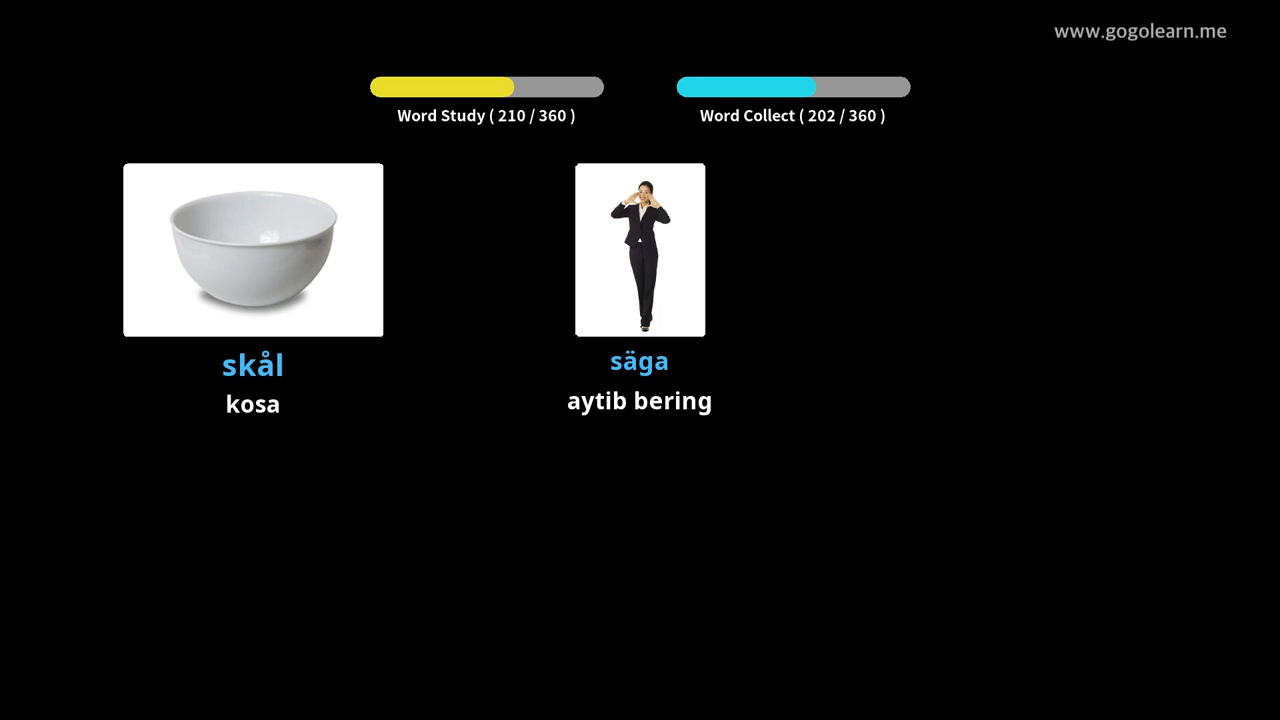 www.gogolearn.me
Word Study ( 210 / 360 )
Word Collect ( 202 / 360 )
skål
säga
kosa
aytib bering